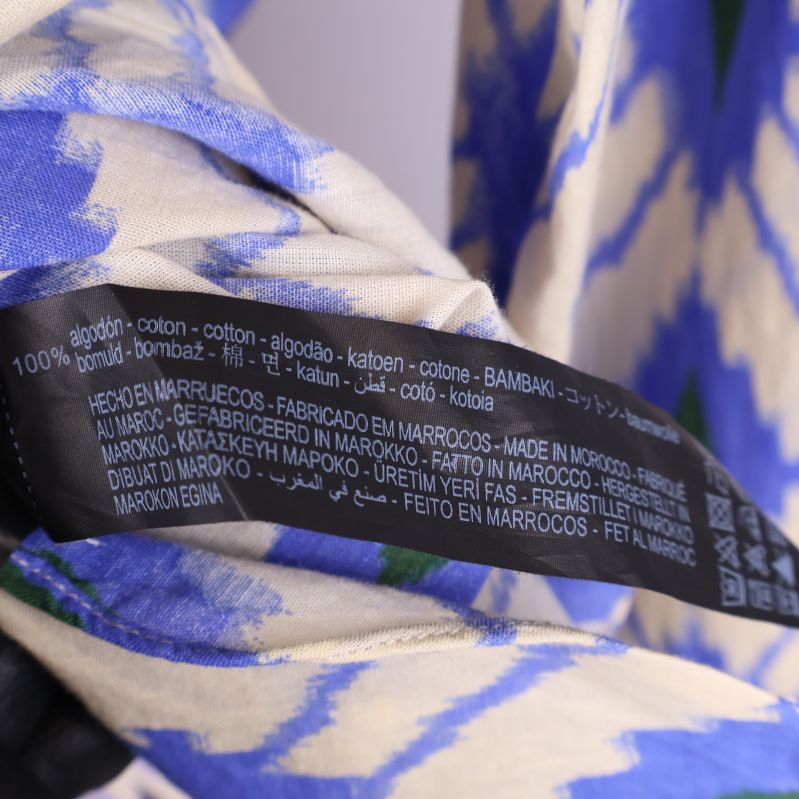 100% algodón - coton - cotton - algodão - katoen - cotone - BAMBAKI - コットン - baumwolle
bomuld - bombaž - 棉 - 면 - katun - قطن - cotó - kotoia
HECHO EN MARRUECOS - FABRICADO EM MARROCOS - MADE IN MOROCCO - FABRIQUÉ
AU MAROC - GEFABRICEERD IN MAROKKO - FATTO IN MAROCCO - HERGESTELLT IN
MAROKKO - ΚΑΤΑΣΚΕΥΗ ΜΑΡΟΚΟ - ÜRETİM YERİ FAS - FREMSTILLET I MAROKKO
DIBUAT DI MAROKO - صنع في المغرب - FEITO EN MARROCOS - FET AL MARROC
MAROKON EGINA